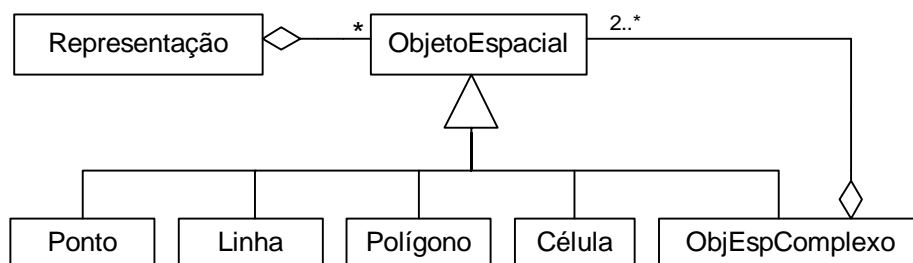 Representação
*
ObjetoEspacial
2..*
Ponto
Linha
Polígono
Célula
ObjEspComplexo